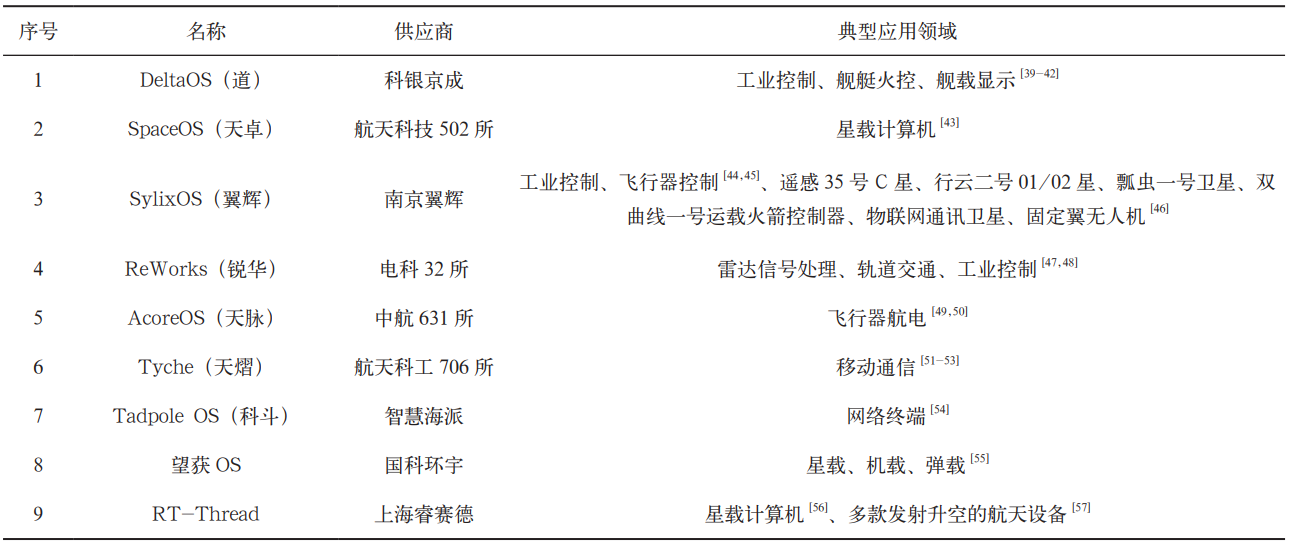 序号 名称 供应商 典型应用领域
1 DeltaOS（道） 科银京成 工业控制、舰艇火控、舰载显示[39-42]
2 SpaceOS（天卓） 航天科技 502 所 星载计算机[43]
3 SylixOS（翼辉） 南京翼辉 工业控制、飞行器控制[44,45]、遥感 35 号 C 星、行云二号 01/02 星、瓢虫一号卫星、双
曲线一号运载火箭控制器、物联网通讯卫星、固定翼无人机[46]
4 ReWorks（锐华） 电科 32 所 雷达信号处理、轨道交通、工业控制[47,48]
5 AcoreOS（天脉） 中航 631 所 飞行器航电[49,50]
6 Tyche（天熠） 航天科工 706 所 移动通信[51-53]
7 Tadpole OS（科斗） 智慧海派 网络终端[54]
8 望获 OS 国科环宇 星载、机载、弹载[55]
9 RT-Thread 上海睿赛德 星载计算机[56]、多款发射升空的航天设备[57]